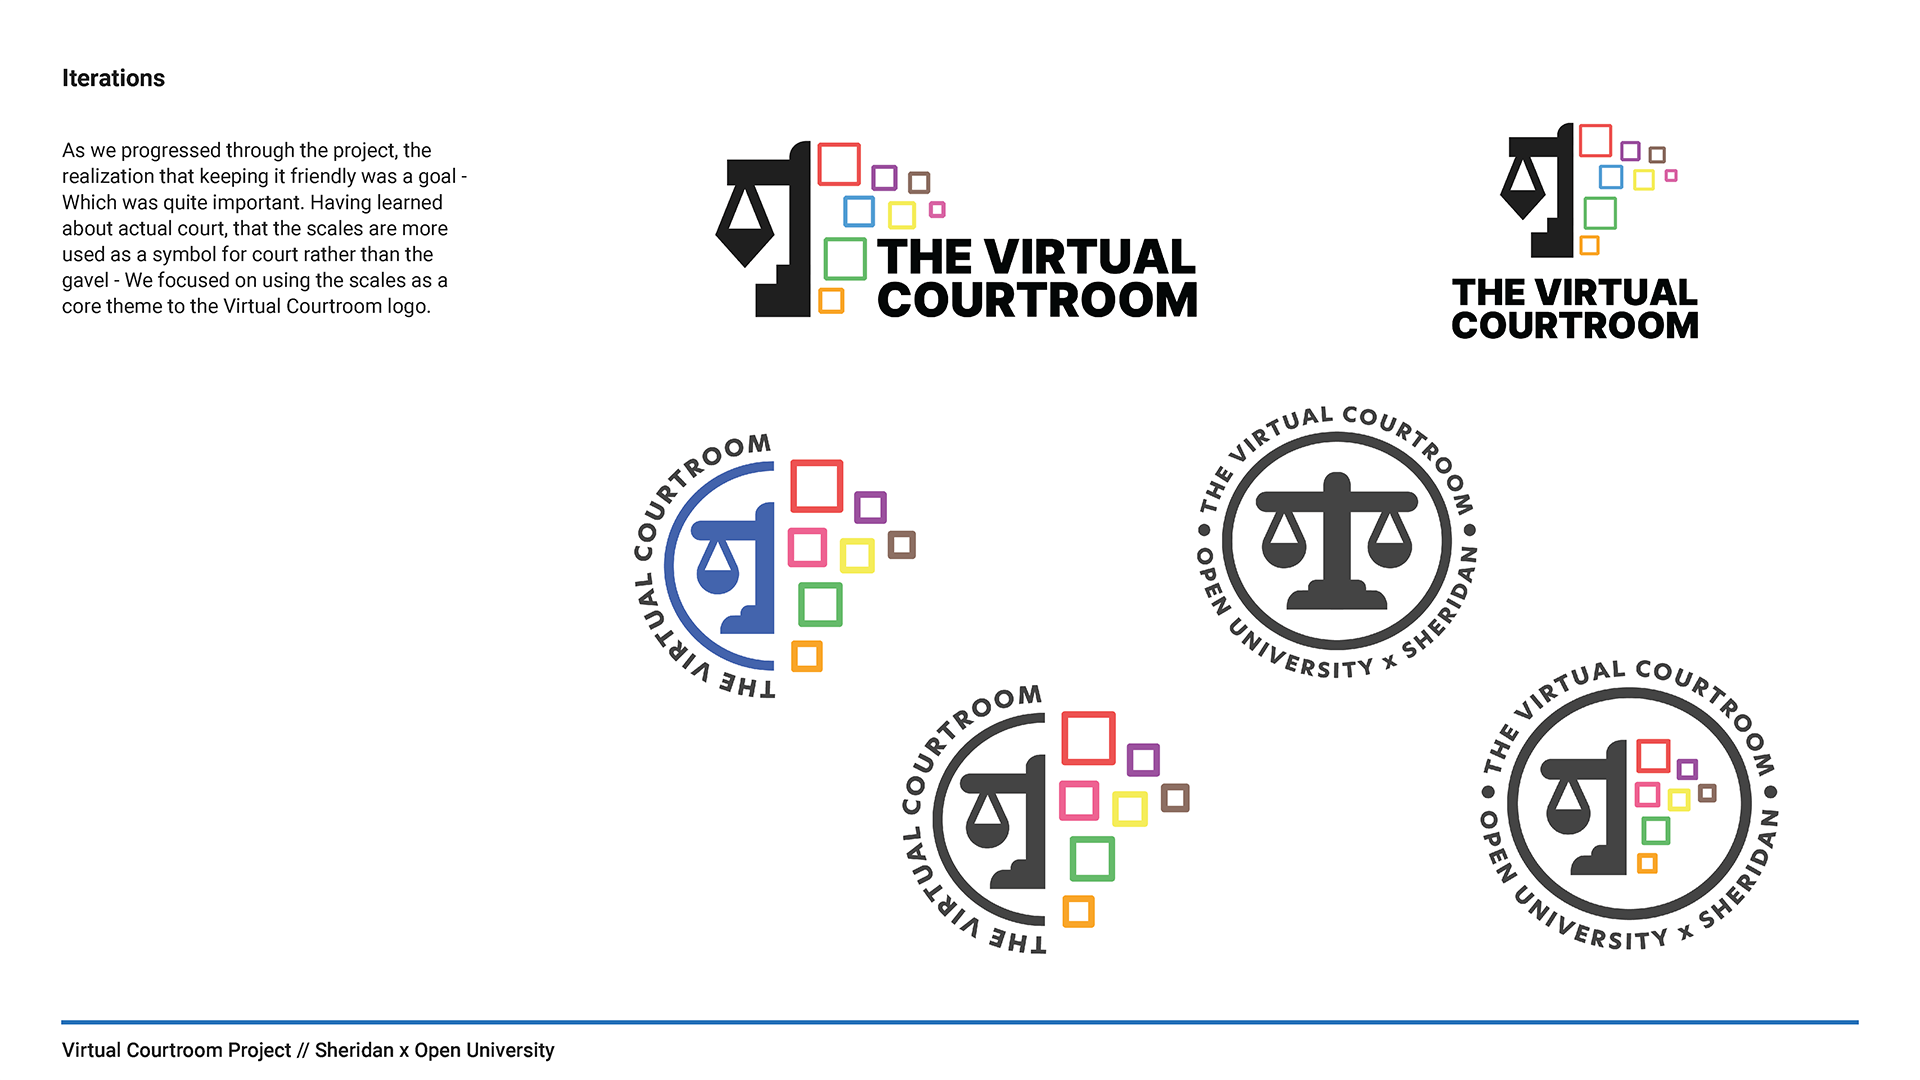 Iterations
As we progressed through the project, the
realization that keeping it friendly was a goal -
Which was quite important. Having learned
about actual court, that the scales are more
used as a symbol for court rather than the
gavel - We focused on using the scales as a
core theme to the Virtual Courtroom logo.
THE VIRTUAL
COURTROOM
THE VIRTUAL
COURTROOM
THE VIRTUAL COURTROOM
• THE VIRTUAL COURTROOM •
OPEN UNIVERSITY x SHERIDAN
THE VIRTUAL COURTROOM
• THE VIRTUAL COURTROOM •
OPEN UNIVERSITY x SHERIDAN
Virtual Courtroom Project // Sheridan x Open University